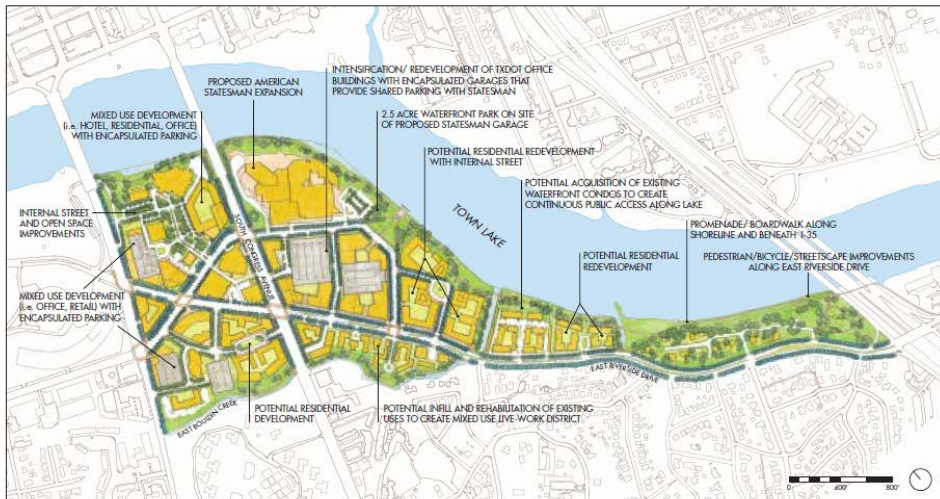 PROPOSED AMERICAN
STATESMAN EXPANSION
INTENSIFICATION/ REDEVELOPMENT OF TXDOT OFFICE
BUILDINGS WITH ENCAPSULATED GARAGES THAT
PROVIDE SHARED PARKING WITH STATESMAN
MIXED USE DEVELOPMENT
(i.e. HOTEL, RESIDENTIAL, OFFICE)
WITH ENCAPSULATED PARKING
2.5 ACRE WATERFRONT PARK ON SITE
OF PROPOSED STATESMAN GARAGE
POTENTIAL RESIDENTIAL REDEVELOPMENT
WITH INTERNAL STREET
POTENTIAL ACQUISITION OF EXISTING
WATERFRONT CONDOS TO CREATE
CONTINUOUS PUBLIC ACCESS ALONG LAKE
TOWN LAKE
INTERNAL STREET
AND OPEN SPACE
IMPROVEMENTS
SOUTH CONGRESS AVENUE
PROMENADE/ BOARDWALK ALONG
SHORELINE AND BENEATH I-35
POTENTIAL RESIDENTIAL
REDEVELOPMENT
PEDESTRIAN/BICYCLE/STREETSCAPE IMPROVEMENTS
ALONG EAST RIVERSIDE DRIVE
MIXED USE DEVELOPMENT
(i.e. OFFICE, RETAIL) WITH
ENCAPSULATED PARKING
EAST RIVERSIDE DRIVE
EAST BOULDIN CREEK
POTENTIAL RESIDENTIAL
DEVELOPMENT
POTENTIAL INFILL AND REHABILITATION OF EXISTING
USES TO CREATE MIXED USE LIVE-WORK DISTRICT
0
400'
800'